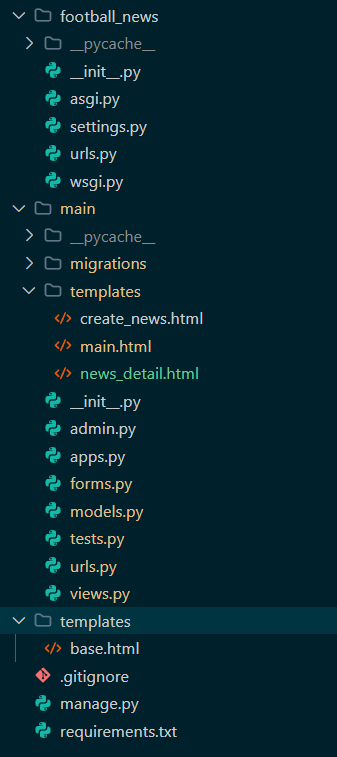 football_news
__pycache__
__init__.py
asgi.py
settings.py
urls.py
wsgi.py
main
__pycache__
migrations
templates
create_news.html
main.html
news_detail.html
__init__.py
admin.py
apps.py
forms.py
models.py
tests.py
urls.py
views.py
templates
base.html
.gitignore
manage.py
requirements.txt